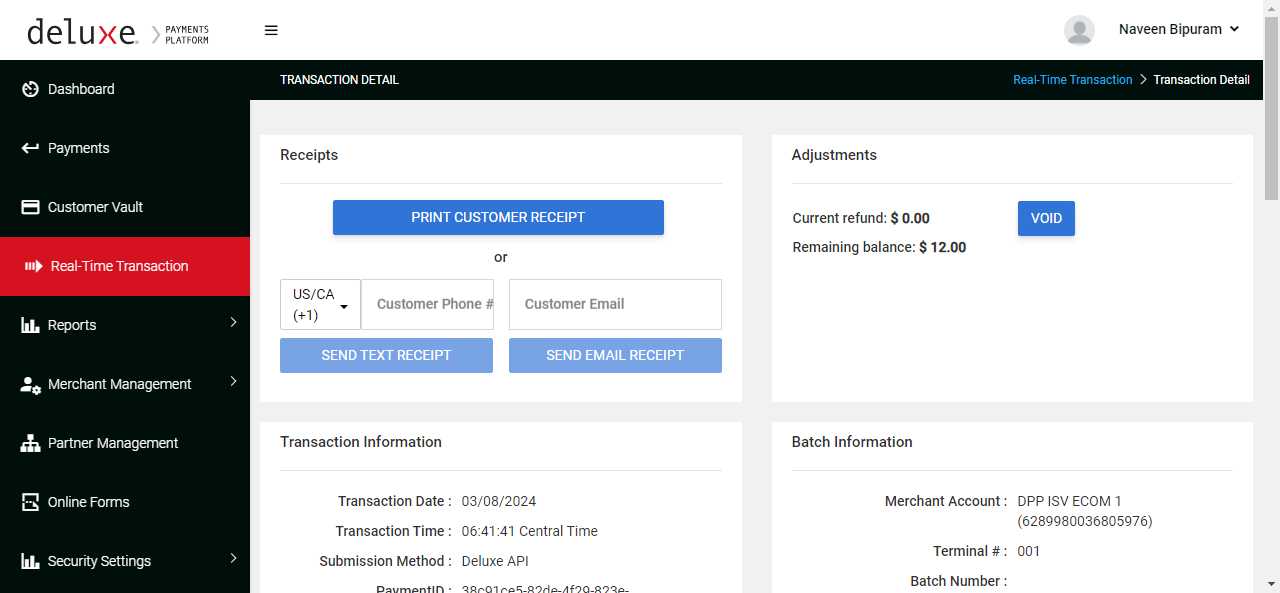 deluxe. PAYMENTS PLATFORM
Naveen Bipuram
Dashboard
Payments
Customer Vault
Real-Time Transaction
Reports
Merchant Management
Partner Management
Online Forms
Security Settings
TRANSACTION DETAIL
Real-Time Transaction > Transaction Detail
Receipts
PRINT CUSTOMER RECEIPT
or
US/CA (+1)
Customer Phone #
Customer Email
SEND TEXT RECEIPT
SEND EMAIL RECEIPT
Adjustments
Current refund: $ 0.00
VOID
Remaining balance: $ 12.00
Transaction Information
Transaction Date : 03/08/2024
Transaction Time : 06:41:41 Central Time
Submission Method : Deluxe API
PaymentID : 38c91ce5-82de-4f29-823e-
Batch Information
Merchant Account : DPP ISV ECOM 1
(6289980036805976)
Terminal # : 001
Batch Number :